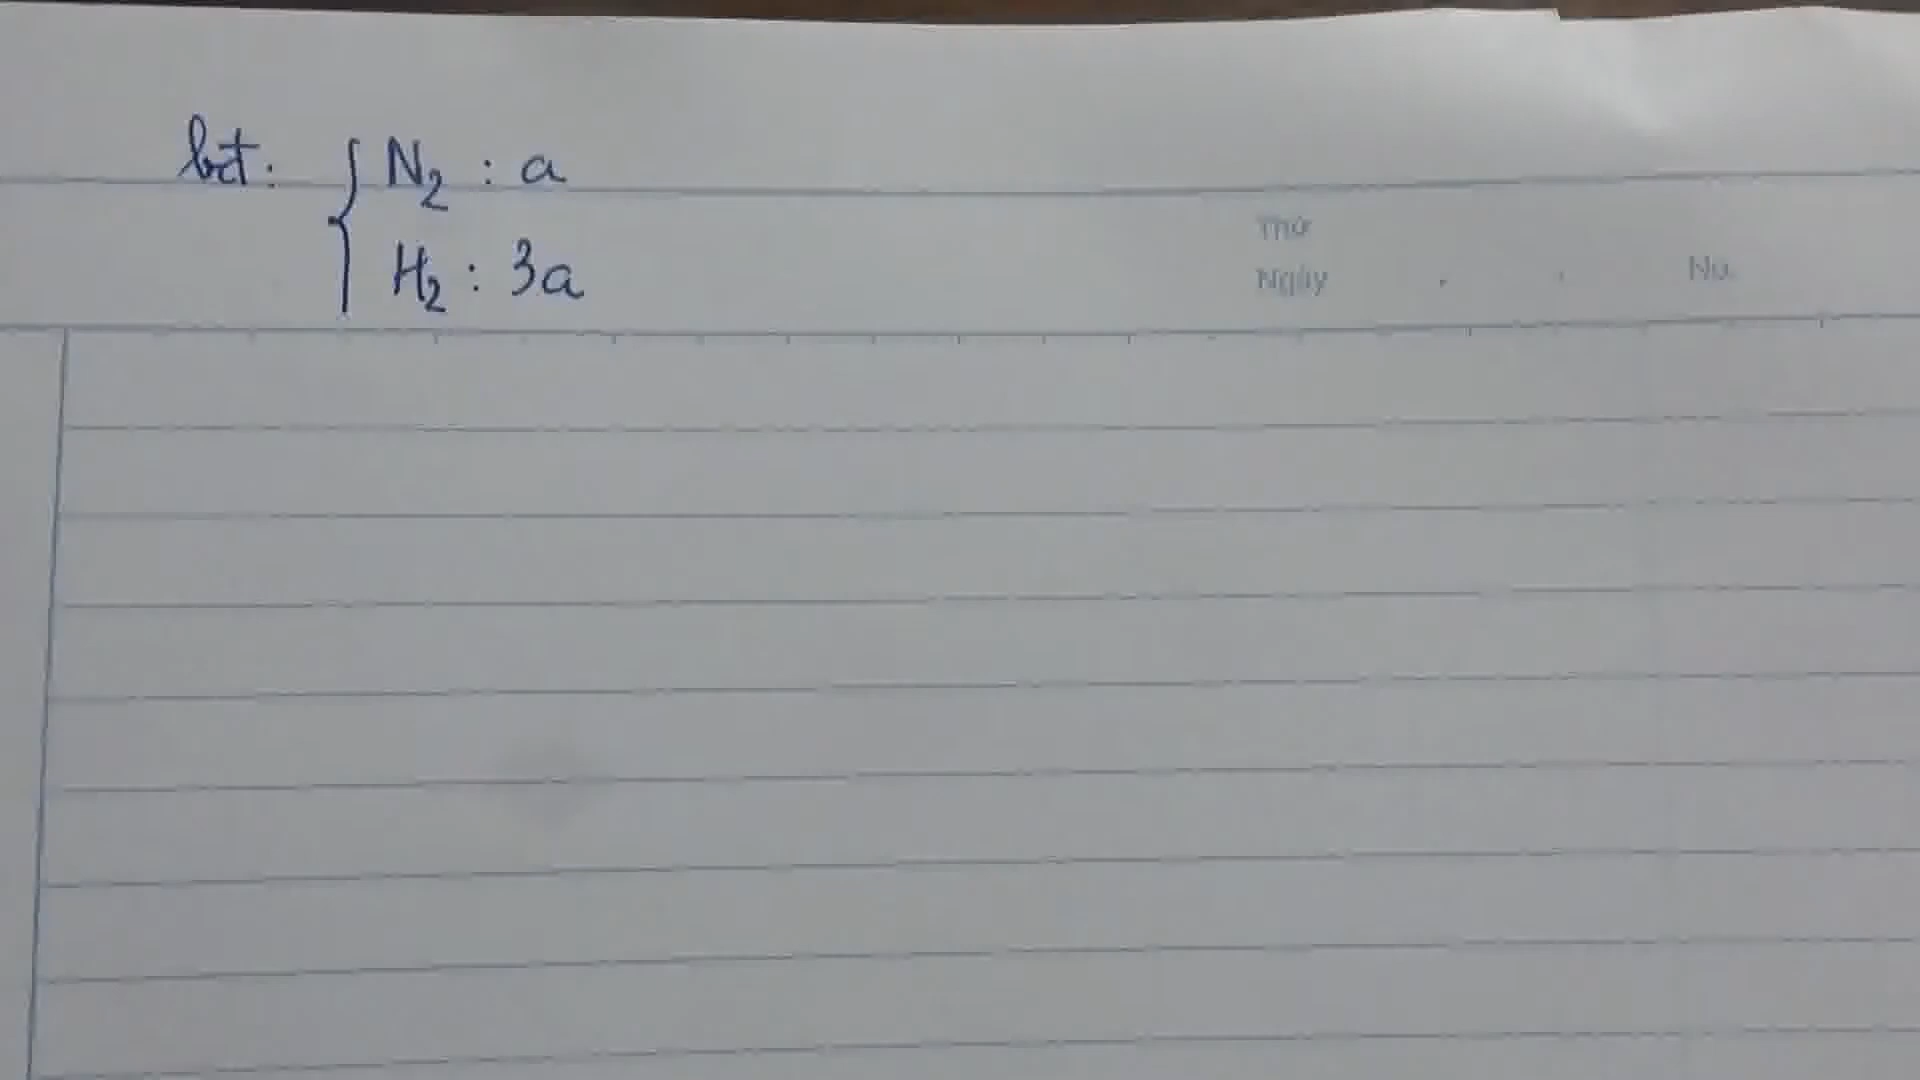 bđ: { N₂ : a
H₂ : 3a
Thứ
Ngày . . No.